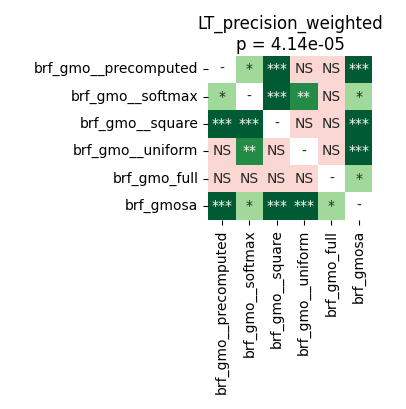 LT_precision_weighted
p = 4.14e-05
brf_gmo__precomputed - * *** NS NS ***
brf_gmo__softmax * - *** ** NS *
brf_gmo__square *** *** - NS NS ***
brf_gmo__uniform NS ** NS - NS ***
brf_gmo_full NS NS NS NS - *
brf_gmosa *** * *** *** * -
brf_gmo__precomputed
brf_gmo__softmax
brf_gmo__square
brf_gmo__uniform
brf_gmo_full
brf_gmosa